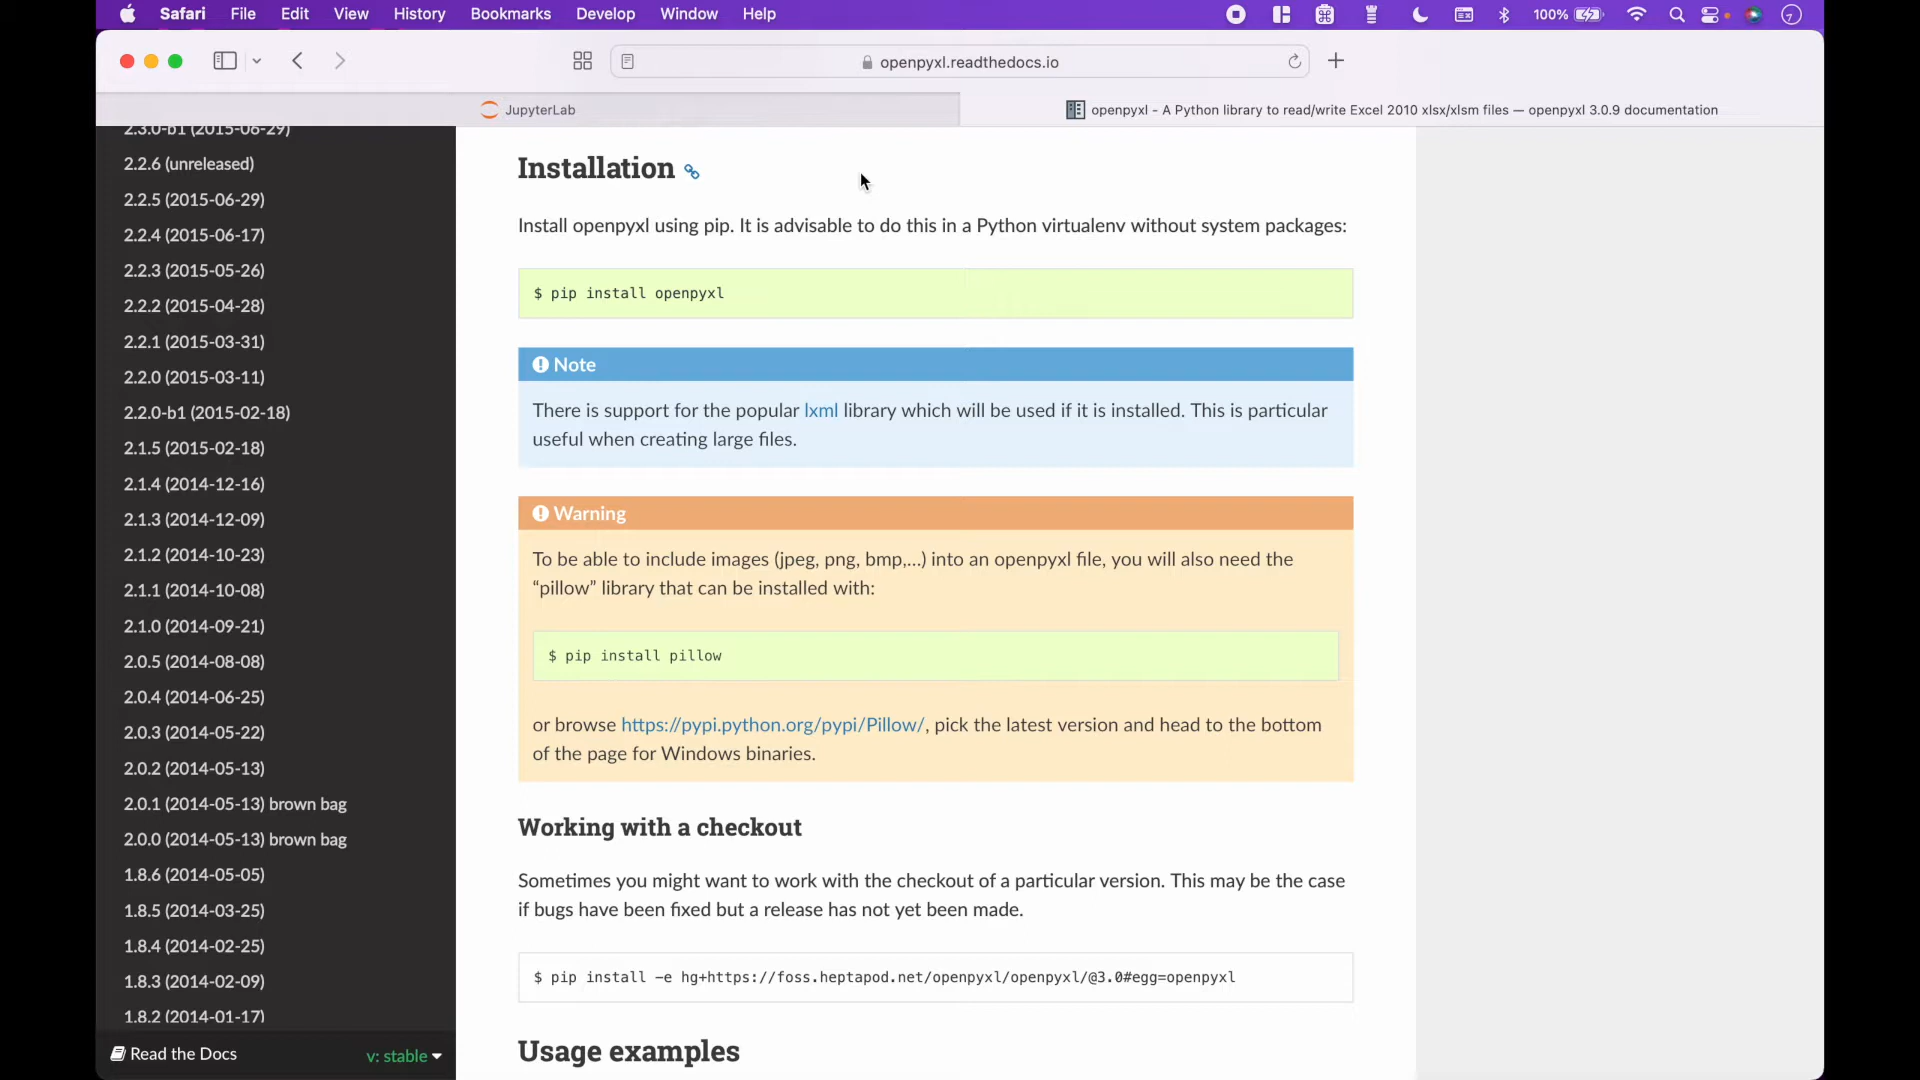 Safari File Edit View History Bookmarks Develop Window Help 100%
openpyxl.readthedocs.io
JupyterLab
openpyxl - A Python library to read/write Excel 2010 xlsx/xlsm files — openpyxl 3.0.9 documentation
2.3.0-b1 (2015-06-29)
2.2.6 (unreleased)
2.2.5 (2015-06-29)
2.2.4 (2015-06-17)
2.2.3 (2015-05-26)
2.2.2 (2015-04-28)
2.2.1 (2015-03-31)
2.2.0 (2015-03-11)
2.2.0-b1 (2015-02-18)
2.1.5 (2015-02-18)
2.1.4 (2014-12-16)
2.1.3 (2014-12-09)
2.1.2 (2014-10-23)
2.1.1 (2014-10-08)
2.1.0 (2014-09-21)
2.0.5 (2014-08-08)
2.0.4 (2014-06-25)
2.0.3 (2014-05-22)
2.0.2 (2014-05-13)
2.0.1 (2014-05-13) brown bag
2.0.0 (2014-05-13) brown bag
1.8.6 (2014-05-05)
1.8.5 (2014-03-25)
1.8.4 (2014-02-25)
1.8.3 (2014-02-09)
1.8.2 (2014-01-17)
Read the Docs
v: stable
Installation
Install openpyxl using pip. It is advisable to do this in a Python virtualenv without system packages:
$ pip install openpyxl
Note
There is support for the popular lxml library which will be used if it is installed. This is particular
useful when creating large files.
Warning
To be able to include images (jpeg, png, bmp,...) into an openpyxl file, you will also need the
“pillow” library that can be installed with:
$ pip install pillow
or browse https://pypi.python.org/pypi/Pillow/, pick the latest version and head to the bottom
of the page for Windows binaries.
Working with a checkout
Sometimes you might want to work with the checkout of a particular version. This may be the case
if bugs have been fixed but a release has not yet been made.
$ pip install -e hg+https://foss.heptapod.net/openpyxl/openpyxl/@3.0#egg=openpyxl
Usage examples